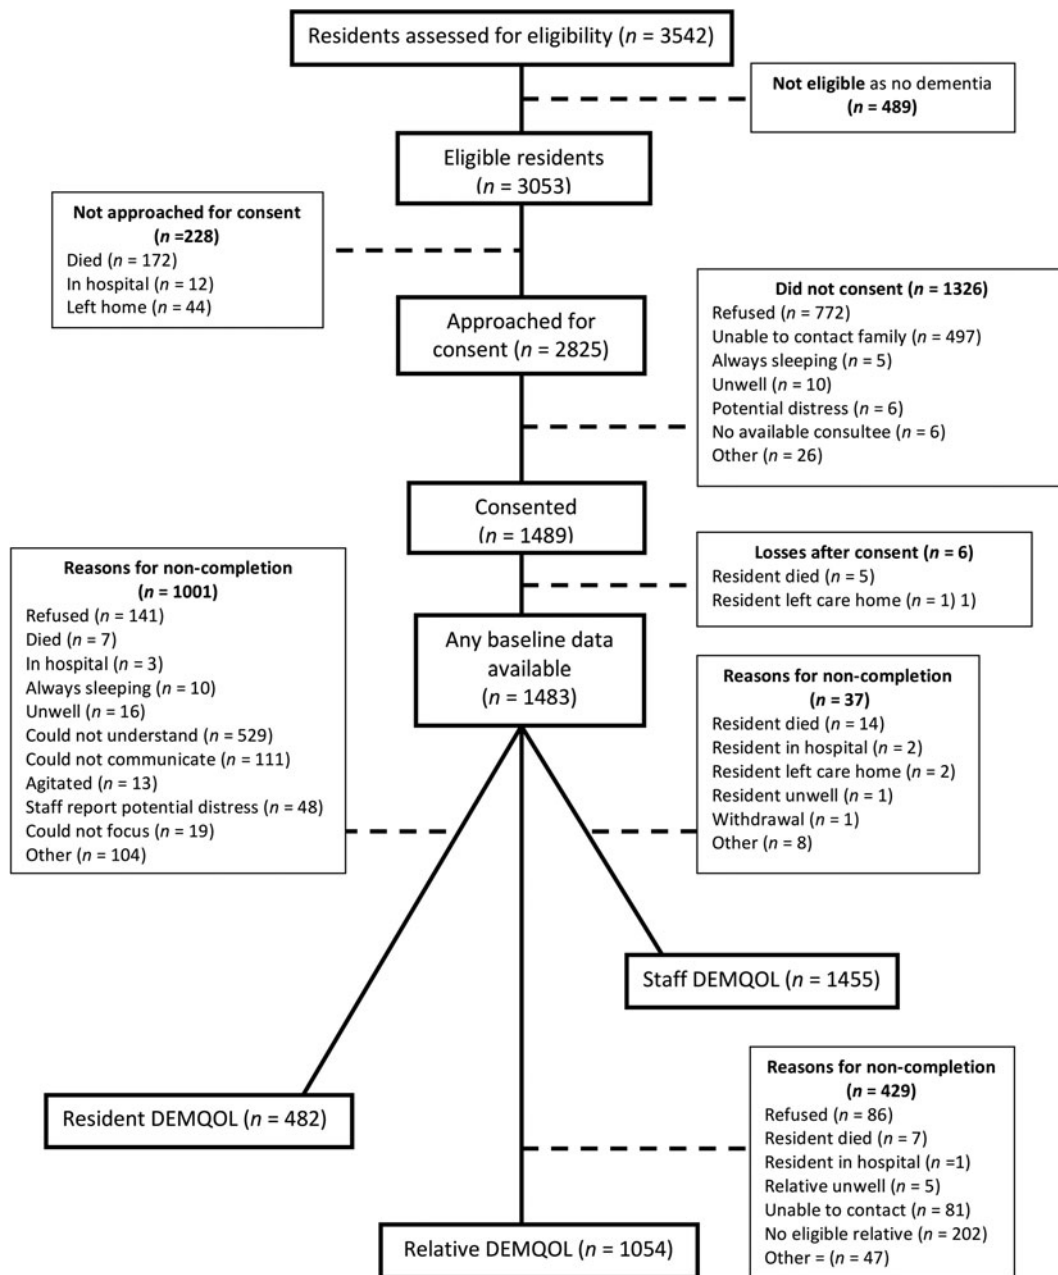 Residents assessed for eligibility (n = 3542)
Not eligible as no dementia
(n = 489)
Eligible residents
(n = 3053)
Not approached for consent
(n =228)
Died (n = 172)
In hospital (n = 12)
Left home (n = 44)
Approached for
consent (n = 2825)
Did not consent (n = 1326)
Refused (n = 772)
Unable to contact family (n = 497)
Always sleeping (n = 5)
Unwell (n = 10)
Potential distress (n = 6)
No available consultee (n = 6)
Other (n = 26)
Consented
(n = 1489)
Losses after consent (n = 6)
Resident died (n = 5)
Resident left care home (n = 1) 1)
Reasons for non-completion
(n = 1001)
Refused (n = 141)
Died (n = 7)
In hospital (n = 3)
Always sleeping (n = 10)
Unwell (n = 16)
Could not understand (n = 529)
Could not communicate (n = 111)
Agitated (n = 13)
Staff report potential distress (n = 48)
Could not focus (n = 19)
Other (n = 104)
Any baseline data
available
(n = 1483)
Reasons for non-completion
(n = 37)
Resident died (n = 14)
Resident in hospital (n = 2)
Resident left care home (n = 2)
Resident unwell (n = 1)
Withdrawal (n = 1)
Other (n = 8)
Staff DEMQOL (n = 1455)
Resident DEMQOL (n = 482)
Reasons for non-completion
(n = 429)
Refused (n = 86)
Resident died (n = 7)
Resident in hospital (n =1)
Relative unwell (n = 5)
Unable to contact (n = 81)
No eligible relative (n = 202)
Other = (n = 47)
Relative DEMQOL (n = 1054)